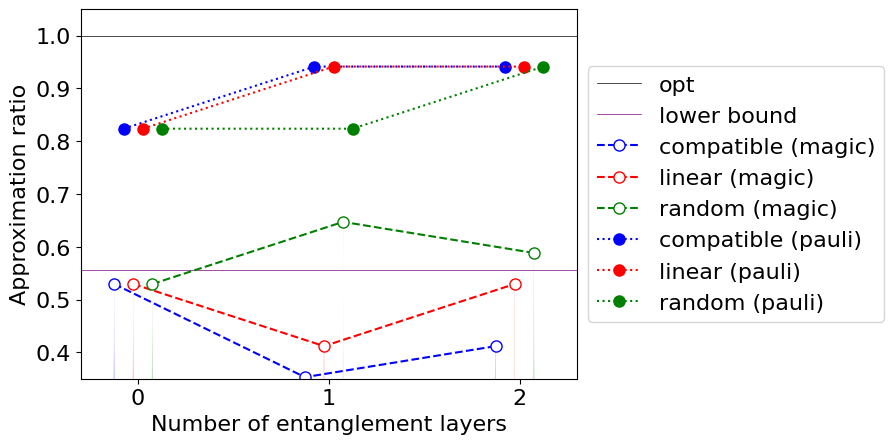 1.0
0.9
0.8
0.7
0.6
0.5
0.4
Approximation ratio
0 1 2
Number of entanglement layers
opt
lower bound
compatible (magic)
linear (magic)
random (magic)
compatible (pauli)
linear (pauli)
random (pauli)